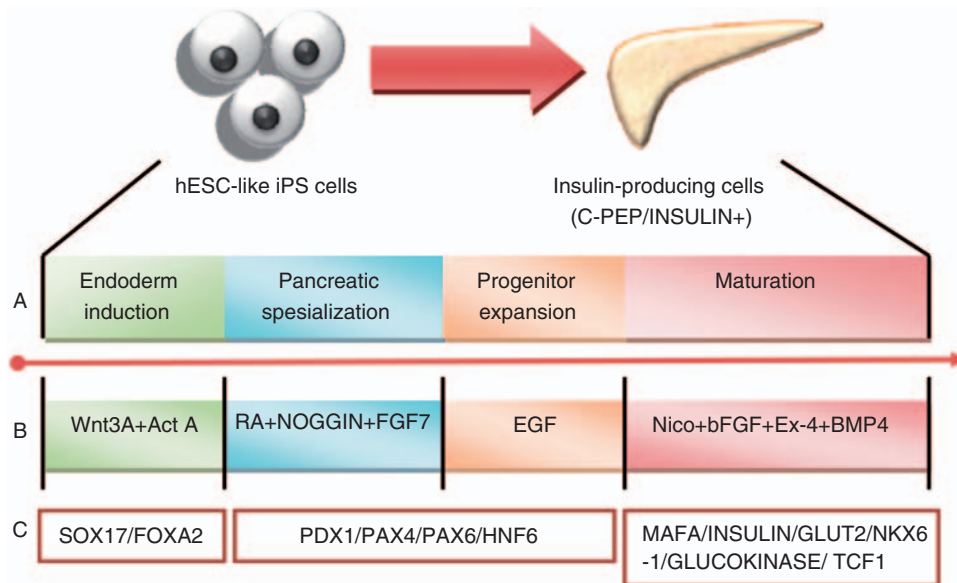 hESC-like iPS cells
Insulin-producing cells
(C-PEP/INSULIN+)
A
Endoderm
induction
Pancreatic
spesialization
Progenitor
expansion
Maturation
B
Wnt3A+Act A
RA+NOGGIN+FGF7
EGF
Nico+bFGF+Ex-4+BMP4
C
SOX17/FOXA2
PDX1/PAX4/PAX6/HNF6
MAFA/INSULIN/GLUT2/NKX6
-1/GLUCOKINASE/ TCF1